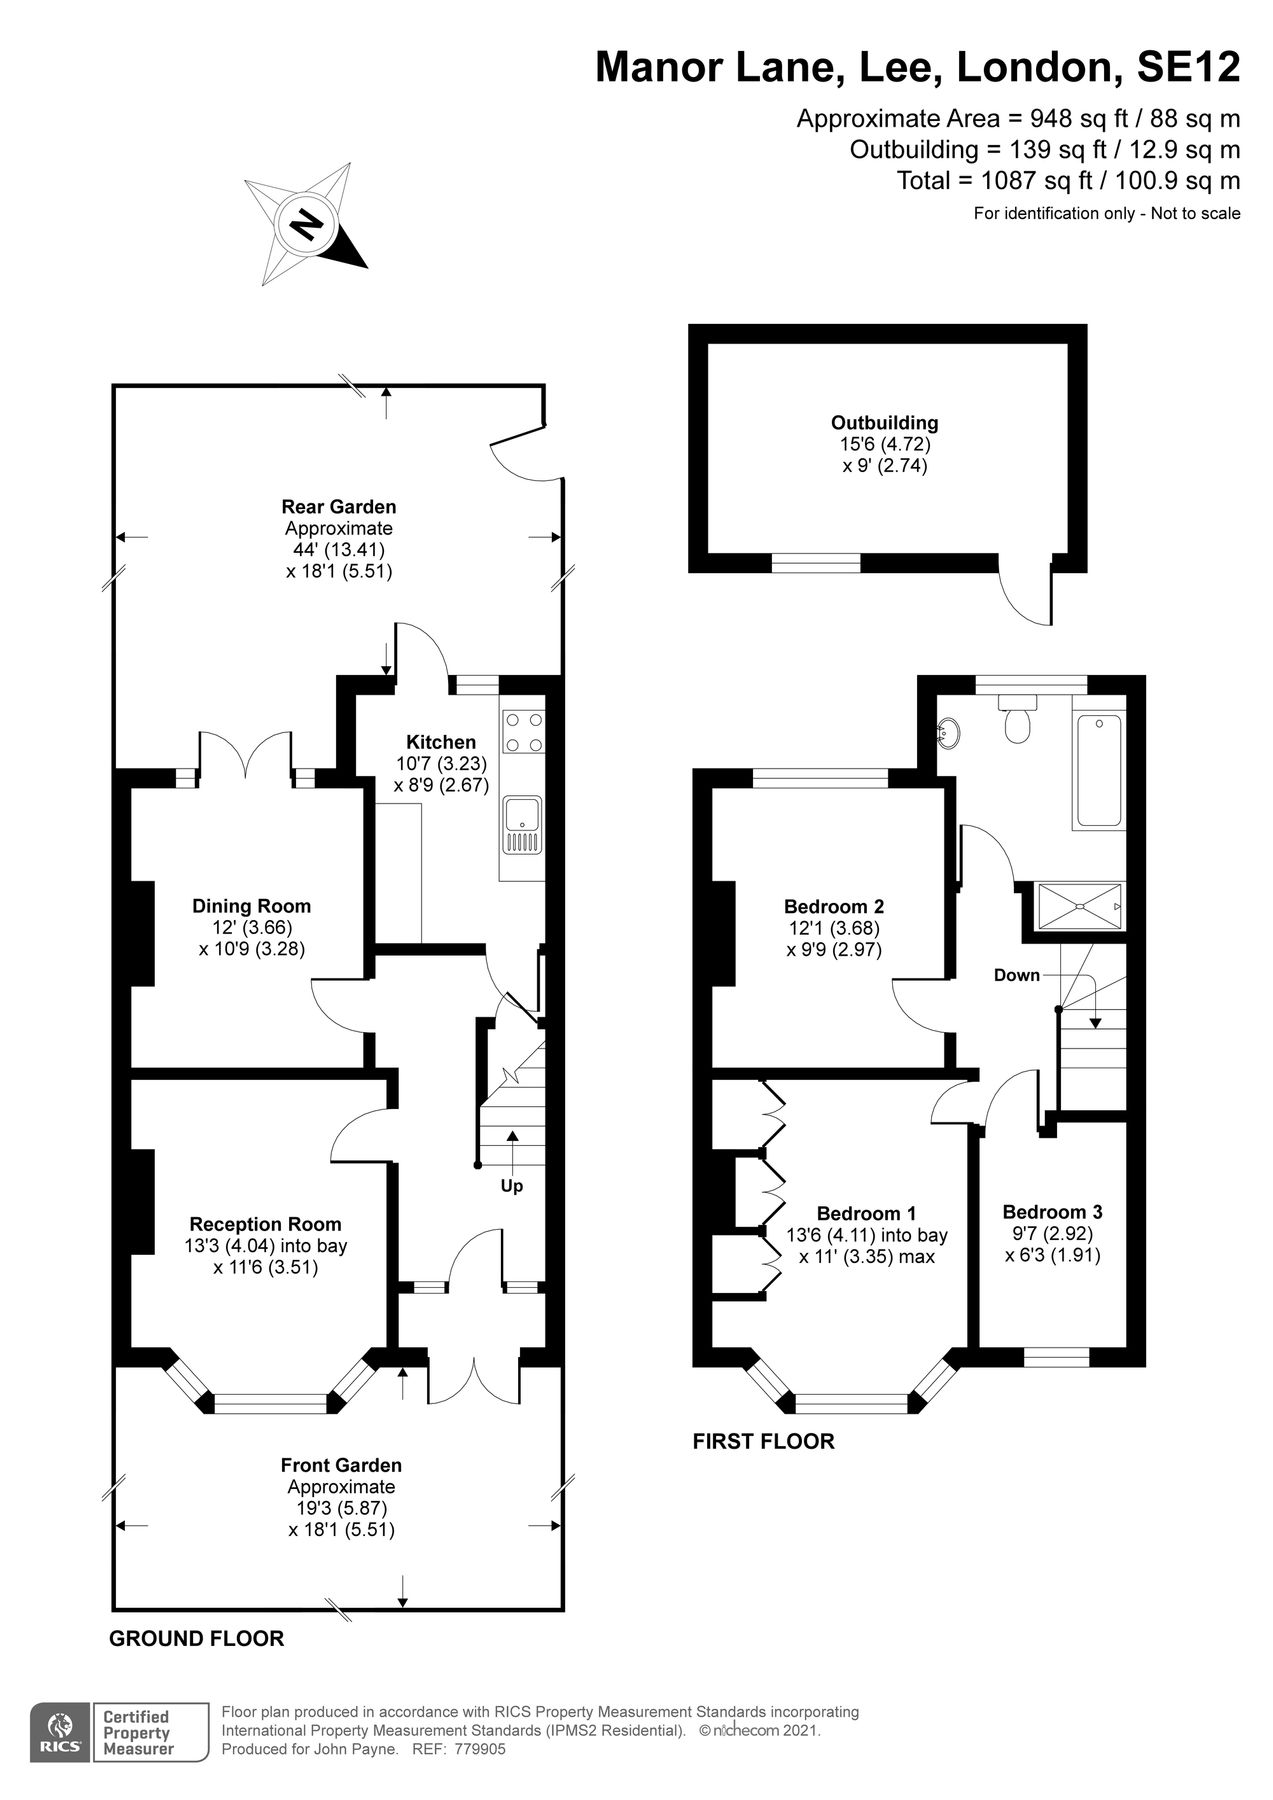 Manor Lane, Lee, London, SE12
Approximate Area = 948 sq ft / 88 sq m
Outbuilding = 139 sq ft / 12.9 sq m
Total = 1087 sq ft / 100.9 sq m
For identification only - Not to scale
N
Outbuilding
15'6 (4.72)
x 9' (2.74)
Rear Garden
Approximate
44' (13.41)
x 18'1 (5.51)
Kitchen
10'7 (3.23)
x 8'9 (2.67)
Dining Room
12' (3.66)
x 10'9 (3.28)
Bedroom 2
12'1 (3.68)
x 9'9 (2.97)
Down
Up
Reception Room
13'3 (4.04) into bay
x 11'6 (3.51)
Bedroom 1
13'6 (4.11) into bay
x 11' (3.35) max
Bedroom 3
9'7 (2.92)
x 6'3 (1.91)
FIRST FLOOR
Front Garden
Approximate
19'3 (5.87)
x 18'1 (5.51)
GROUND FLOOR
RICS
Certified
Property
Measurer
Floor plan produced in accordance with RICS Property Measurement Standards incorporating
International Property Measurement Standards (IPMS2 Residential). © nichecom 2021.
Produced for John Payne. REF: 779905